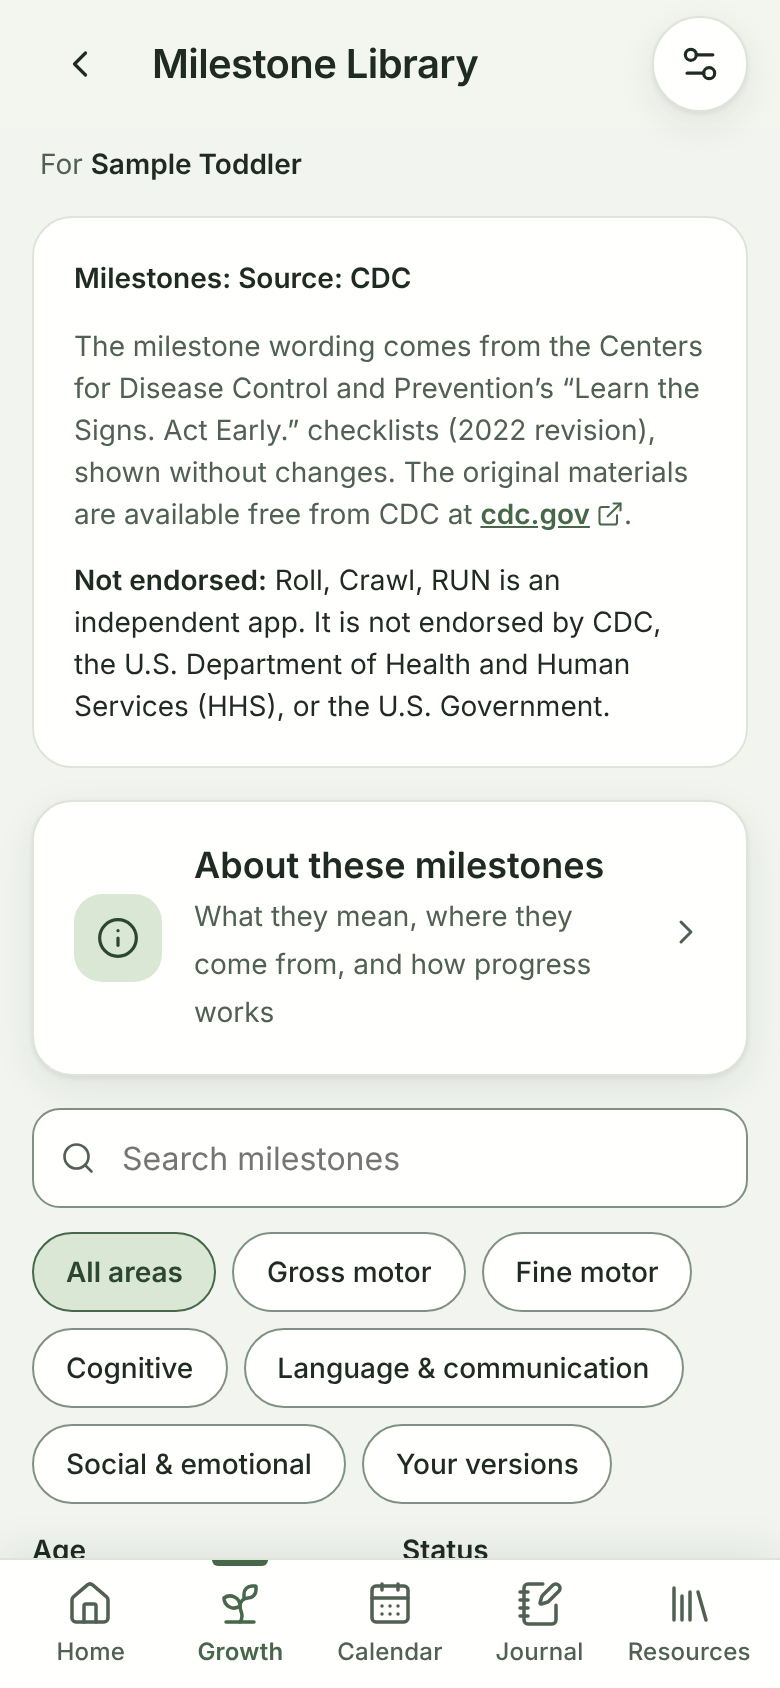 Milestone Library
For Sample Toddler
Milestones: Source: CDC
The milestone wording comes from the Centers
for Disease Control and Prevention’s “Learn the
Signs. Act Early.” checklists (2022 revision),
shown without changes. The original materials
are available free from CDC at cdc.gov.
Not endorsed: Roll, Crawl, RUN is an
independent app. It is not endorsed by CDC,
the U.S. Department of Health and Human
Services (HHS), or the U.S. Government.
About these milestones
What they mean, where they
come from, and how progress
works
Search milestones
All areas Gross motor Fine motor
Cognitive Language & communication
Social & emotional Your versions
Age Status
Home Growth Calendar Journal Resources